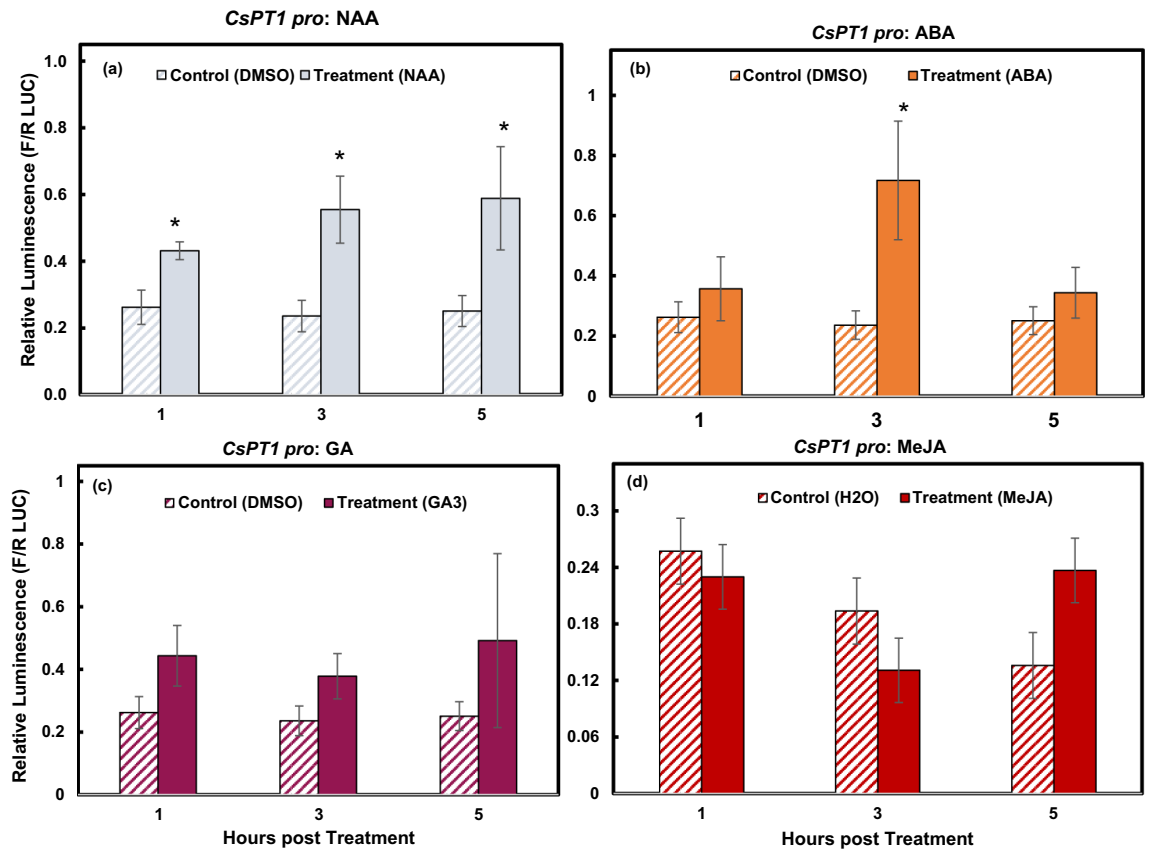 CsPT1 pro: NAA
(a)
Control (DMSO) Treatment (NAA)
Relative Luminescence (F/R LUC)
1.0
0.8
0.6
0.4
0.2
0.0
* * *
1 3 5
CsPT1 pro: ABA
(b)
Control (DMSO) Treatment (ABA)
1
0.8
0.6
0.4
0.2
0
*
1 3 5
CsPT1 pro: GA
(c)
Control (DMSO) Treatment (GA3)
Relative Luminescence (F/R LUC)
1
0.8
0.6
0.4
0.2
0
1 3 5
Hours post Treatment
CsPT1 pro: MeJA
(d)
Control (H2O) Treatment (MeJA)
0.3
0.24
0.18
0.12
0.06
0
1 3 5
Hours post Treatment